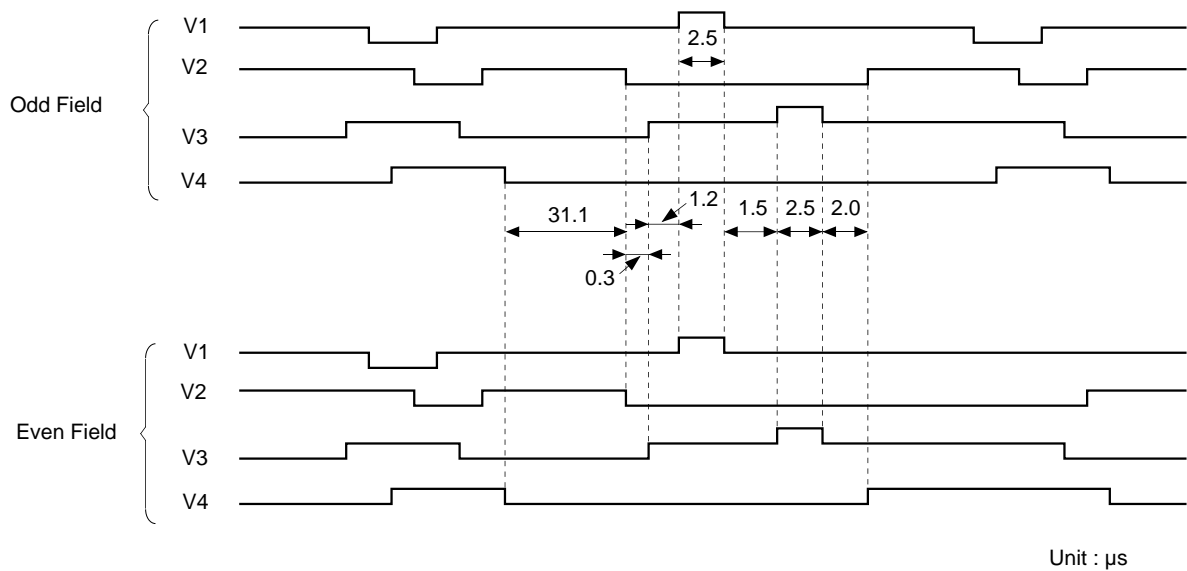 V1
2.5
V2
Odd Field
V3
V4
1.2
31.1
1.5 2.5 2.0
0.3
V1
V2
Even Field
V3
V4
Unit : µs